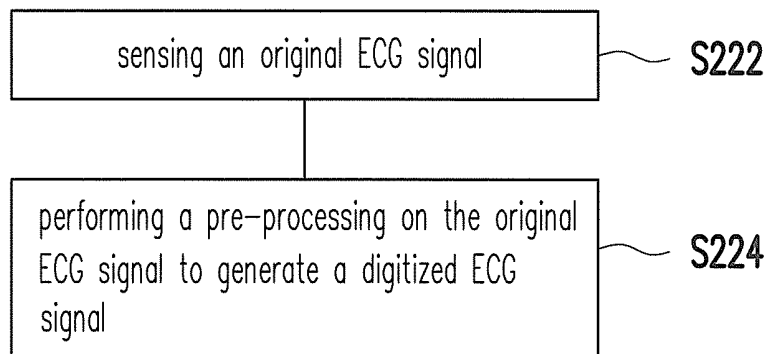 sensing an original ECG signal
S222
performing a pre-processing on the original
ECG signal to generate a digitized ECG
signal
S224